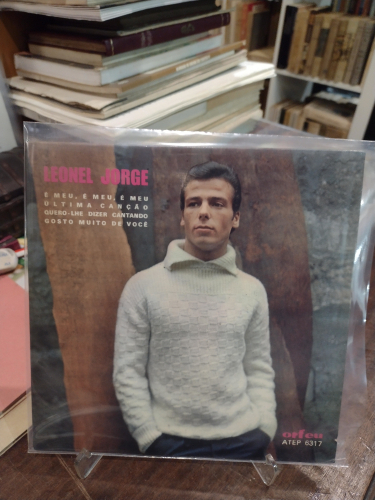 LEONEL JORGE
É MEU, É MEU, É MEU
ÚLTIMA CANÇÃO
QUERO-LHE DIZER CANTANDO
GOSTO MUITO DE VOCÊ
orfeu
ATEP 6317